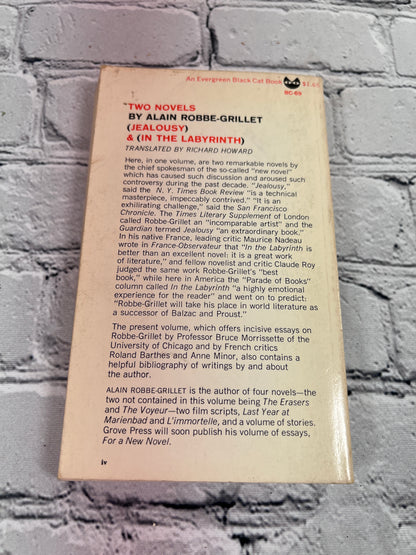 An Evergreen Black Cat Book
$1.65
BC-65
TWO NOVELS
BY ALAIN ROBBE-GRILLET
(JEALOUSY)
& (IN THE LABYRINTH)
TRANSLATED BY RICHARD HOWARD
Here, in one volume, are two remarkable novels by
the chief spokesman of the so-called "new novel"
which has caused such discussion and aroused such
controversy during the past decade. "Jealousy,"
said the N. Y. Times Book Review "is a technical
masterpiece, impeccably contrived." "It is an
exhilirating challenge," said the San Francisco
Chronicle. The Times Literary Supplement of London
called Robbe-Grillet an "incomparable artist" and the
Guardian termed Jealousy "an extraordinary book."
In his native France, leading critic Maurice Nadeau
wrote in France-Observateur that "In the Labyrinth is
better than an excellent novel: it is a great work
of literature," and fellow novelist and critic Claude Roy
judged the same work Robbe-Grillet's "best
book," while here in America the "Parade of Books"
column called In the Labyrinth "a highly emotional
experience for the reader" and went on to predict:
"Robbe-Grillet will take his place in world literature as
a successor of Balzac and Proust."
The present volume, which offers incisive essays on
Robbe-Grillet by Professor Bruce Morrissette of the
University of Chicago and by French critics
Roland Barthes and Anne Minor, also contains a
helpful bibliography of writings by and about
the author.
ALAIN ROBBE-GRILLET is the author of four novels—the
two not contained in this volume being The Erasers
and The Voyeur—two film scripts, Last Year at
Marienbad and L'immortelle, and a volume of stories.
Grove Press will soon publish his volume of essays,
For a New Novel.
iv